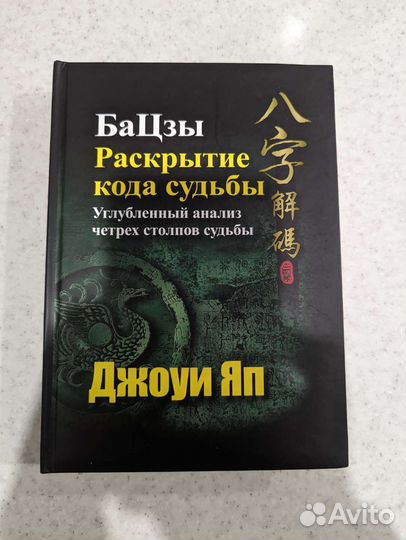 БаЦзы
Раскрытие
кода судьбы
Углубленный анализ
четрех столпов судьбы
八字解碼
Джоуи Яп
Avito